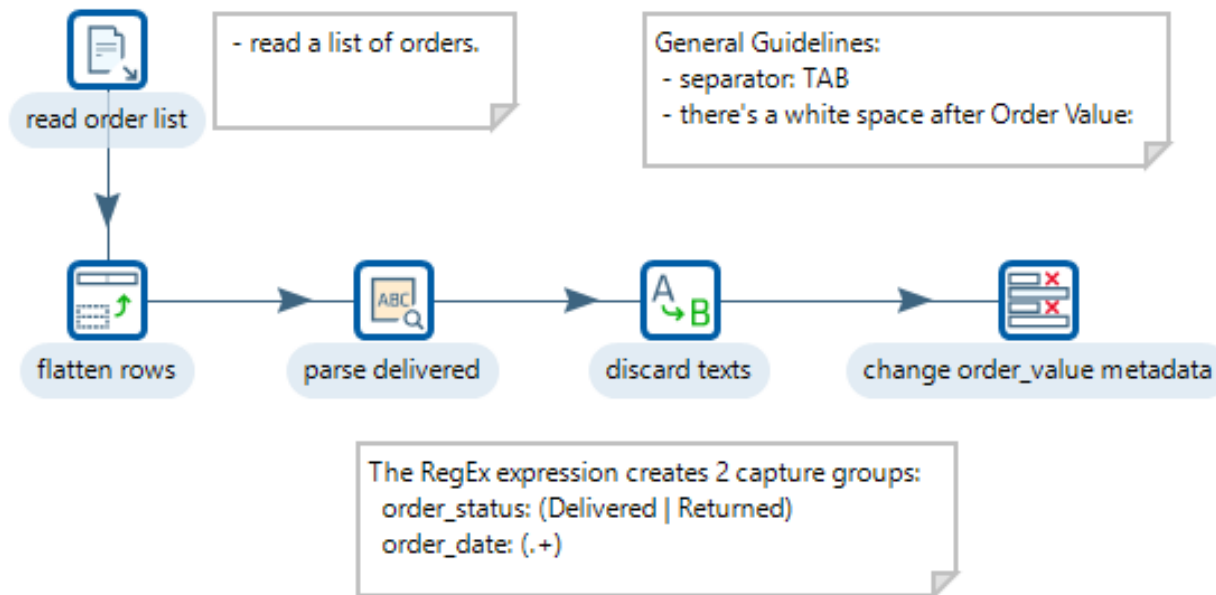 - read a list of orders.
General Guidelines:
- separator: TAB
- there's a white space after Order Value:
read order list
flatten rows
ABC
parse delivered
A
B
discard texts
change order_value metadata
The RegEx expression creates 2 capture groups:
order_status: (Delivered | Returned)
order_date: (.+)